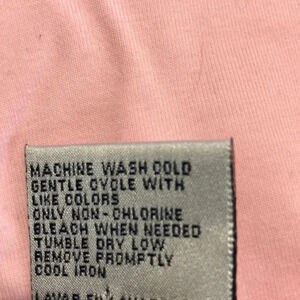 MACHINE WASH COLD
GENTLE CYCLE WITH
LIKE COLORS
ONLY NON-CHLORINE
BLEACH WHEN NEEDED
TUMBLE DRY LOW
REMOVE PROMPTLY
COOL IRON
LAVAR